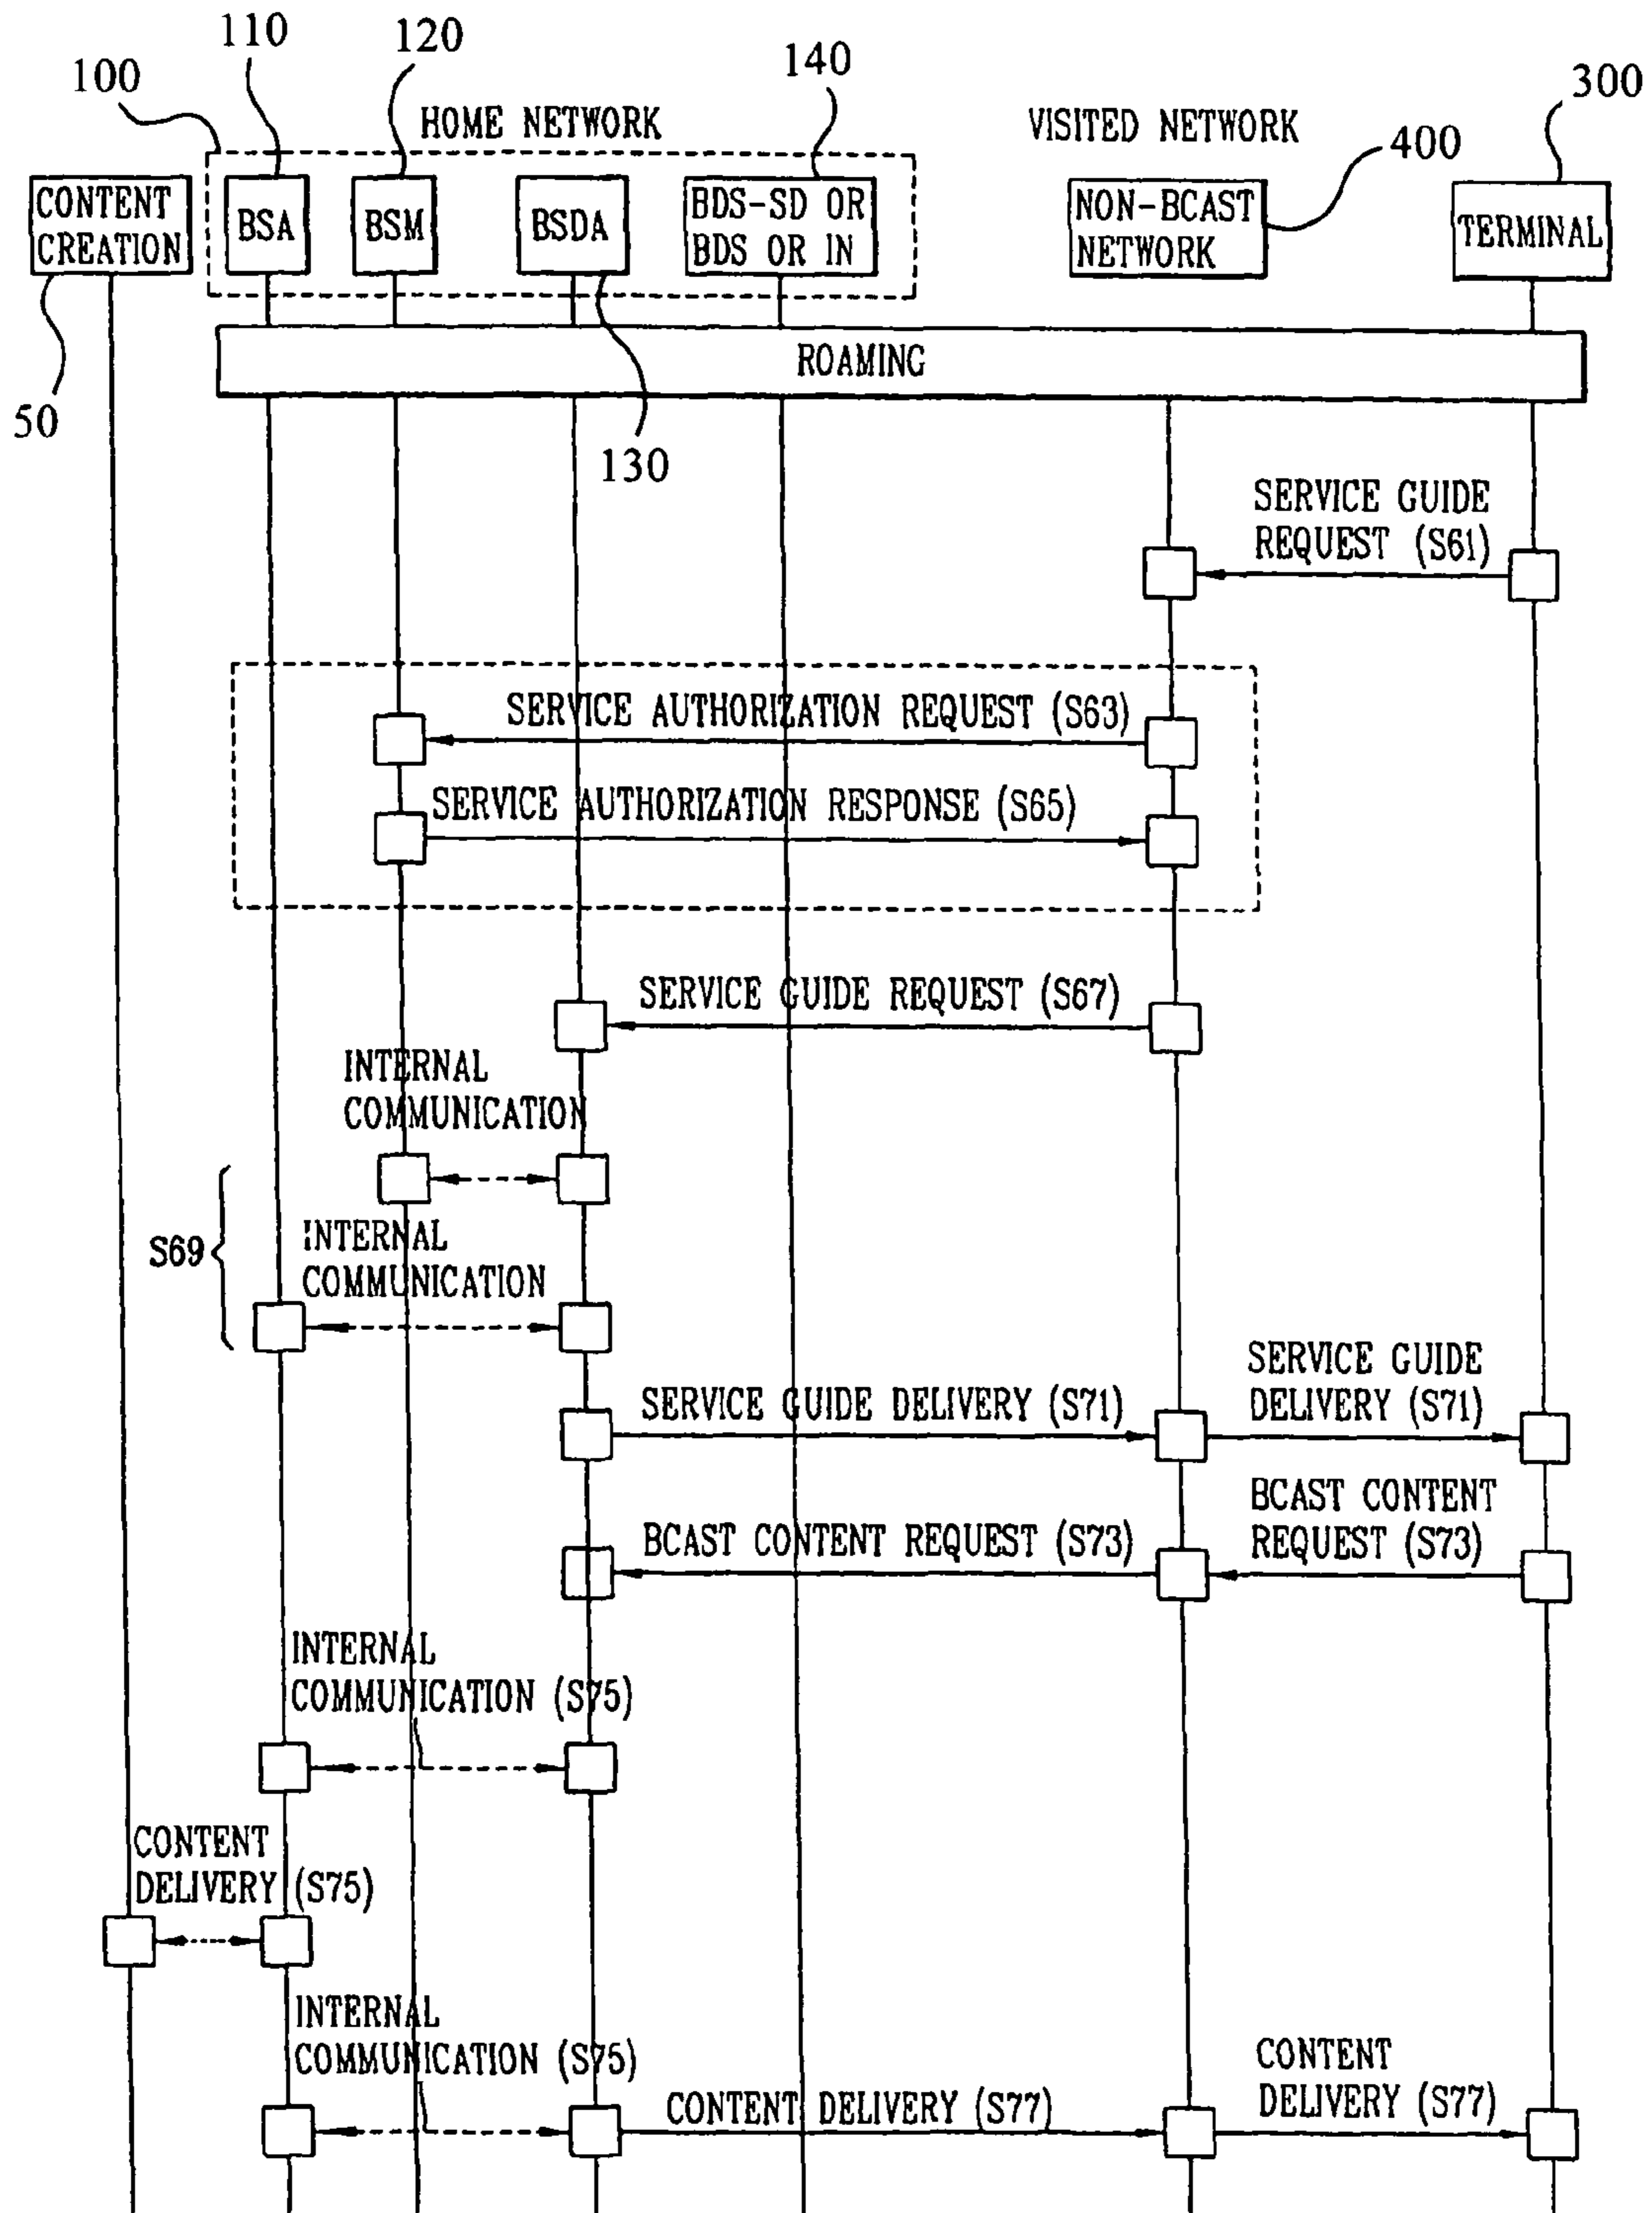 110
120
140
100
300
HOME NETWORK
VISITED NETWORK
400
CONTENT
CREATION
BSA
BSM
BSDA
BDS-SD OR
BDS OR IN
NON-BCAST
NETWORK
TERMINAL
ROAMING
50
130
SERVICE GUIDE
REQUEST (S61)
SERVICE AUTHORIZATION REQUEST (S63)
SERVICE AUTHORIZATION RESPONSE (S65)
SERVICE GUIDE REQUEST (S67)
INTERNAL
COMMUNICATION
S69
INTERNAL
COMMUNICATION
SERVICE GUIDE DELIVERY (S71)
SERVICE GUIDE
DELIVERY (S71)
BCAST CONTENT REQUEST (S73)
BCAST CONTENT
REQUEST (S73)
INTERNAL
COMMUNICATION (S75)
CONTENT
DELIVERY (S75)
INTERNAL
COMMUNICATION (S75)
CONTENT DELIVERY (S77)
CONTENT
DELIVERY (S77)